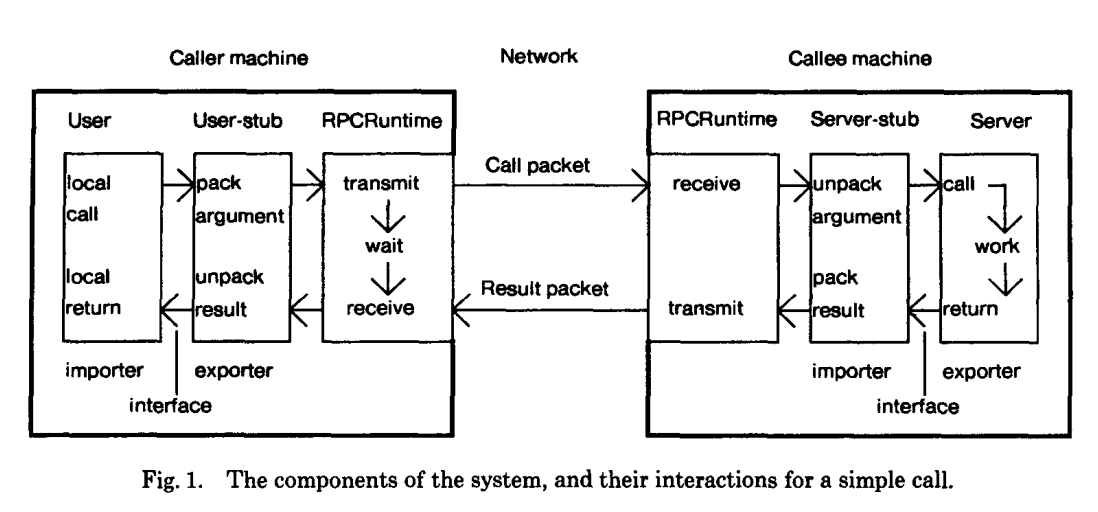 Caller machine Network Callee machine
User User-stub RPCRuntime RPCRuntime Server-stub Server
Call packet
local pack transmit receive unpack call
call argument argument
wait work
local unpack pack
Result packet
return result receive transmit result return
importer exporter importer exporter
interface interface
Fig. 1. The components of the system, and their interactions for a simple call.